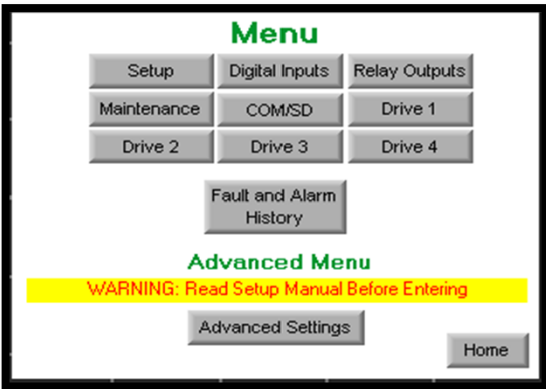 Menu
Setup Digital Inputs Relay Outputs
Maintenance COM/SD Drive 1
Drive 2 Drive 3 Drive 4
Fault and Alarm
History
Advanced Menu
WARNING: Read Setup Manual Before Entering
Advanced Settings
Home